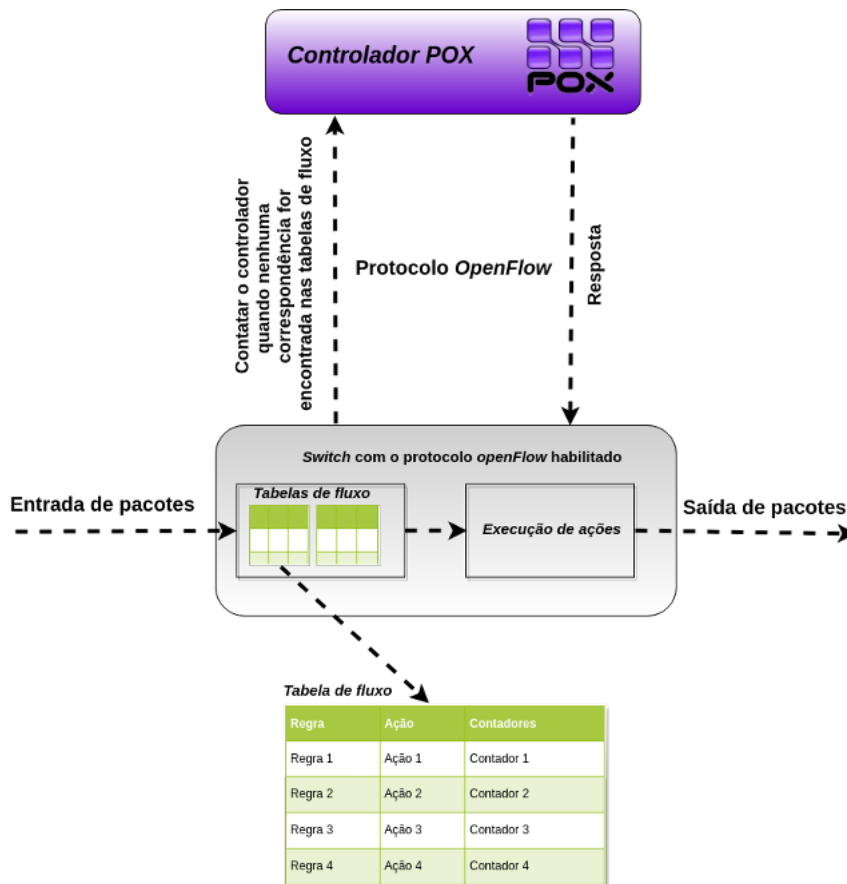 Controlador POX
POX
Contatar o controlador
quando nenhuma
correspondência for
encontrada nas tabelas de fluxo
Protocolo OpenFlow
Resposta
Switch com o protocolo openFlow habilitado
Entrada de pacotes
Tabelas de fluxo
Execução de ações
Saída de pacotes
Tabela de fluxo
Regra Ação Contadores
Regra 1 Ação 1 Contador 1
Regra 2 Ação 2 Contador 2
Regra 3 Ação 3 Contador 3
Regra 4 Ação 4 Contador 4